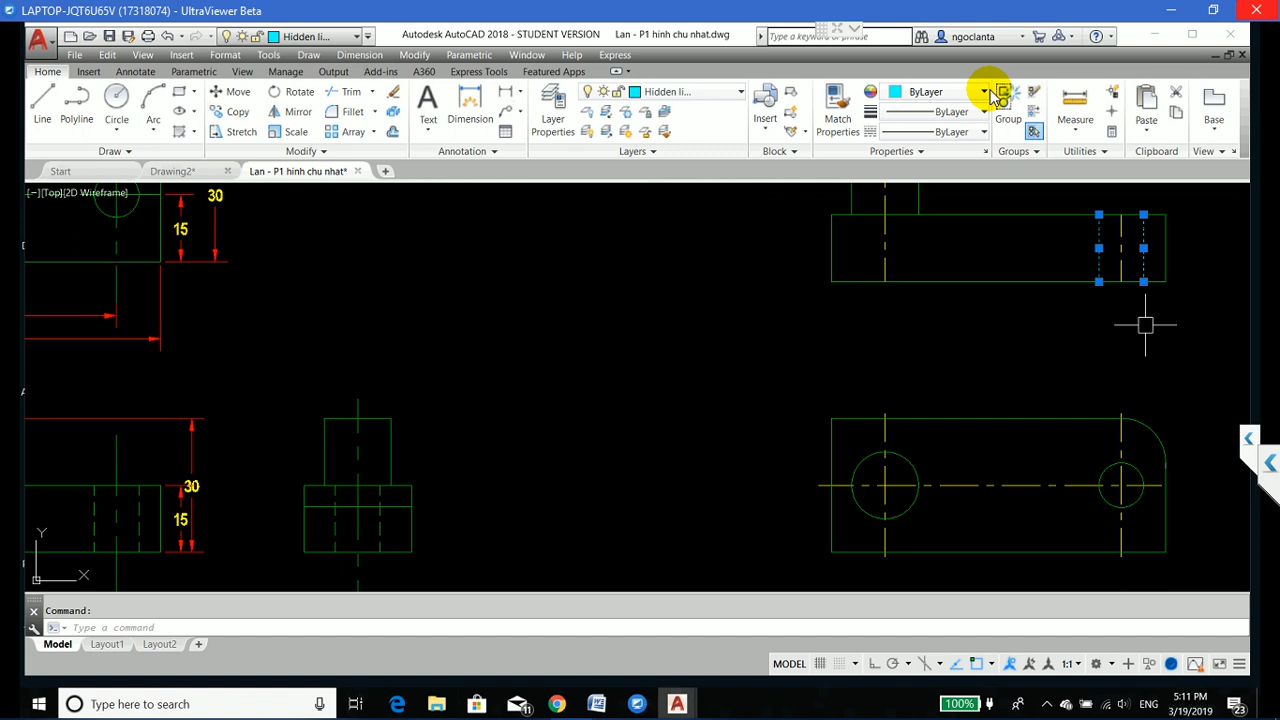 LAPTOP-JQT6U65V (17318074) - UltraViewer Beta
Hidden li...
Autodesk AutoCAD 2018 - STUDENT VERSION Lan - P1 hinh chu nhat.dwg
Type a keyword or phrase
ngoclanta
File Edit View Insert Format Tools Draw Dimension Modify Parametric Window Help Express
Home Insert Annotate Parametric View Manage Output Add-ins A360 Express Tools Featured Apps
Line Polyline Circle Arc
Move Rotate Trim
Copy Mirror Fillet
Stretch Scale Array
Text Dimension
Layer Properties
Hidden li...
Insert
Match Properties
ByLayer
ByLayer
ByLayer
Group
Measure
Paste
Base
Draw Modify Annotation Layers Block Properties Groups Utilities Clipboard View
Start Drawing2* Lan - P1 hinh chu nhat*
[−][Top][2D Wireframe]
30
15
30
15
Y
X
Command:
Type a command
Model Layout1 Layout2
MODEL
1:1
Type here to search
11
100%
ENG
5:11 PM
3/19/2019
23